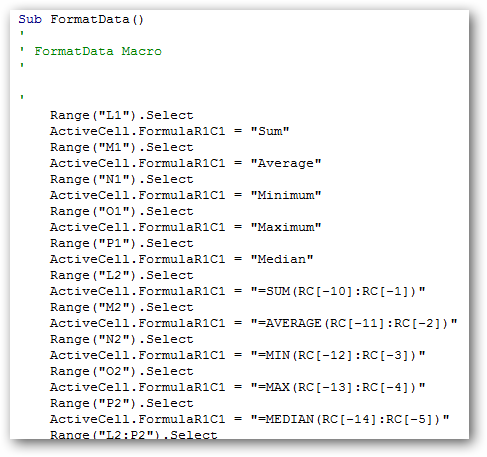 Sub FormatData()
'
' FormatData Macro
'

'
    Range("L1").Select
    ActiveCell.FormulaR1C1 = "Sum"
    Range("M1").Select
    ActiveCell.FormulaR1C1 = "Average"
    Range("N1").Select
    ActiveCell.FormulaR1C1 = "Minimum"
    Range("O1").Select
    ActiveCell.FormulaR1C1 = "Maximum"
    Range("P1").Select
    ActiveCell.FormulaR1C1 = "Median"
    Range("L2").Select
    ActiveCell.FormulaR1C1 = "=SUM(RC[-10]:RC[-1])"
    Range("M2").Select
    ActiveCell.FormulaR1C1 = "=AVERAGE(RC[-11]:RC[-2])"
    Range("N2").Select
    ActiveCell.FormulaR1C1 = "=MIN(RC[-12]:RC[-3])"
    Range("O2").Select
    ActiveCell.FormulaR1C1 = "=MAX(RC[-13]:RC[-4])"
    Range("P2").Select
    ActiveCell.FormulaR1C1 = "=MEDIAN(RC[-14]:RC[-5])"
    Range("L2:P2").Select